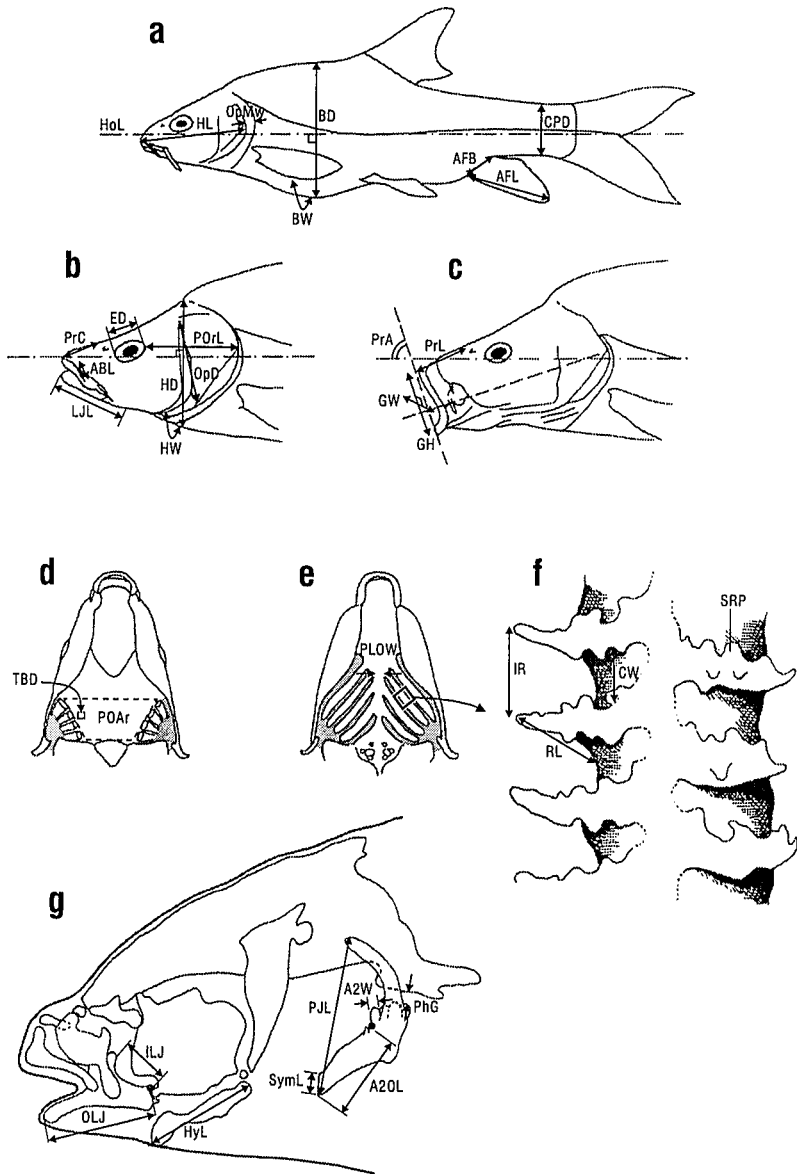 a
HoL
HL
OpMw
BD
CPD
AFB
AFL
BW
b
c
ED
PrC
POrL
ABL
HD
OpD
LJL
HW
PrA
PrL
GW
GH
d
e
f
TBD
POAr
PLOW
IR
CW
RL
SRP
g
A2W
PJL
PhG
ILJ
SymL
A2OL
OLJ
HyL